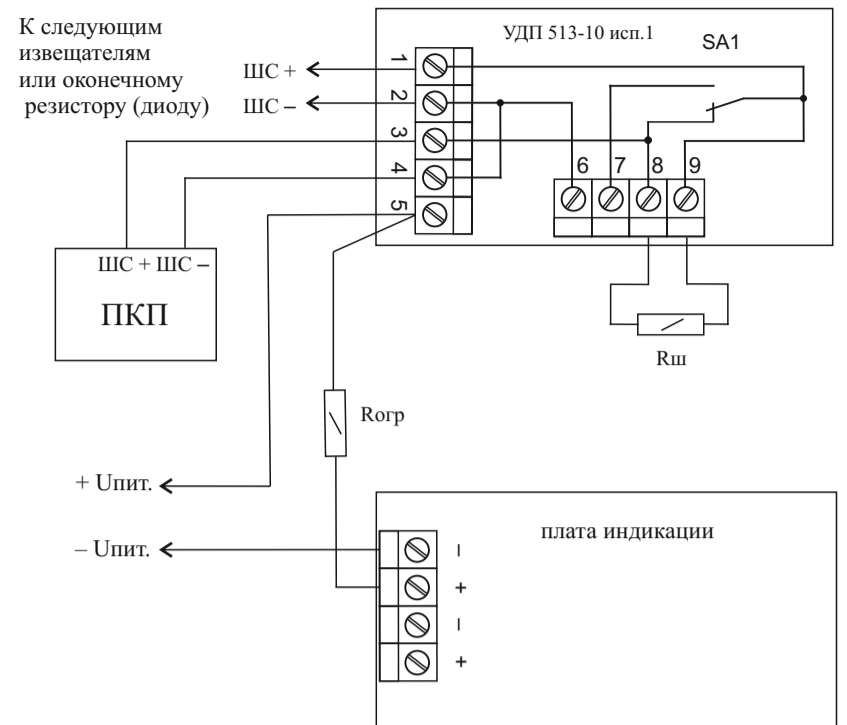 К следующим
извещателям
или оконечному
резистору (диоду)
ШС +
ШС –
УДП 513-10 исп.1
SA1
1
2
3
4
5
6 7 8 9
ШС + ШС –
ПКП
Rш
Rогр
+ Uпит.
– Uпит.
плата индикации
–
+
–
+